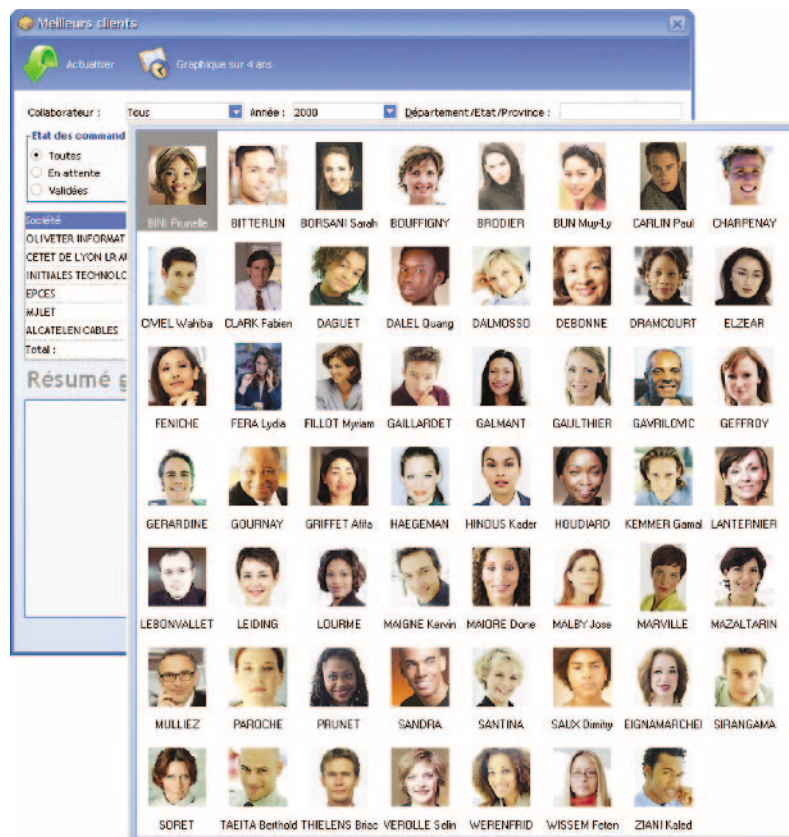 Meilleurs clients
Actualiser Graphique sur 4 ans
Collaborateur : Tous Année : 2000 Département/Etat/Province :
Etat des command
Toutes
En attente
Validées
Société
OLIVETER INFORMAT
CETET DE LYON LR AU
INITIALES TECHNOLO
EPCES
MJLET
ALCATELEN CABLES
Total :
Résumé g
BINI Prunelle BITTERLIN BORSANI Sarah BOUFFIGNY BRODIER BUN Muy-Ly CARLIN Paul CHARPENAY
CIVIEL Wahiba CLARK Fabien DAGUET DALEL Quang DALMOSSO DEBONNE DRAMCOURT ELZEAR
FENICHE FERA Lydia FILLOT Myriam GAILLARDET GALMANT GAULTHIER GAVRILOVIC GEFFROY
GERARDINE GOURNAY GRIFFET Afifa HAEGEMAN HINOUS Kader HOUDIARD KEMMER Gamal LANTERNIER
LEBONVALLET LEIDING LOURME MAIGNE Kervin MAIORE Done MALBY Jose MARVILLE MAZALTARIN
MULLIEZ PAROCHE PRUNET SANDRA SANTINA SAUX Dimitry EIGNAMARCHEI SIRANGAMA
SORET TAEITA Berthold THIELENS Briac VEROLLE Selin WERENFRID WISSEM Feten ZIANI Kaled